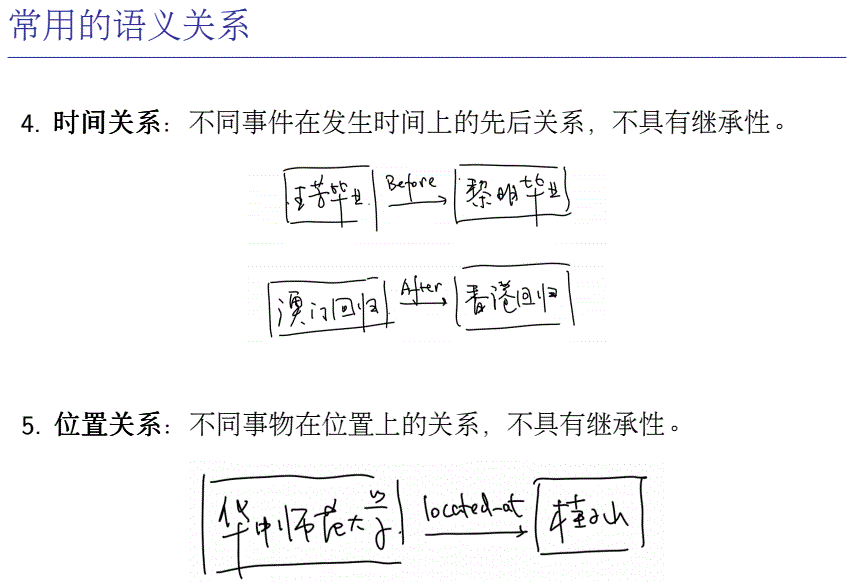 常用的语义关系
4. 时间关系：不同事件在发生时间上的先后关系，不具有继承性。
王芳毕业 Before 黎明毕业
澳门回归 After 香港回归
5. 位置关系：不同事物在位置上的关系，不具有继承性。
华中师范大学 located-at 桂子山